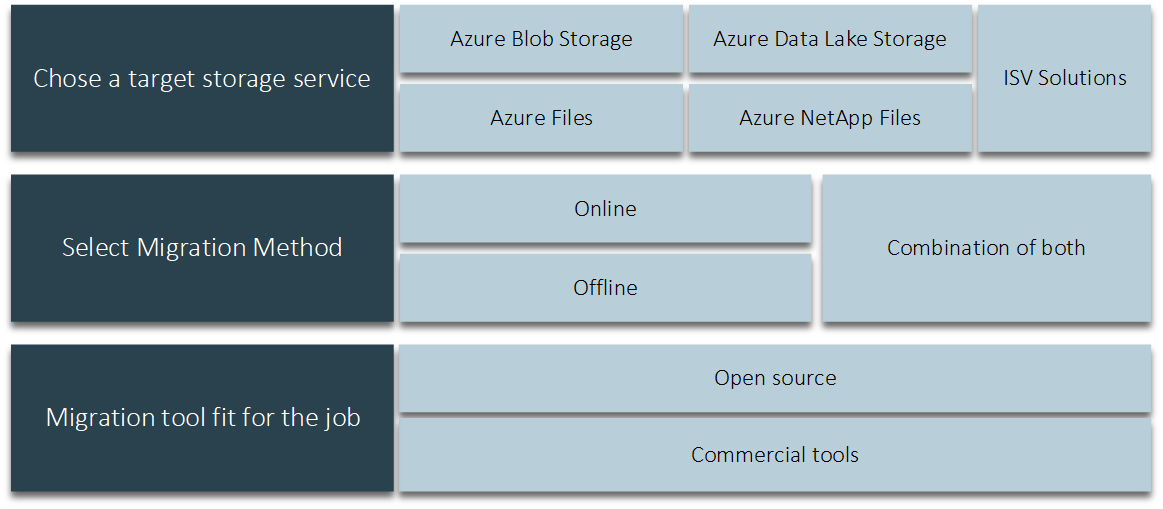 Chose a target storage service
Azure Blob Storage
Azure Data Lake Storage
ISV Solutions
Azure Files
Azure NetApp Files
Select Migration Method
Online
Combination of both
Offline
Migration tool fit for the job
Open source
Commercial tools